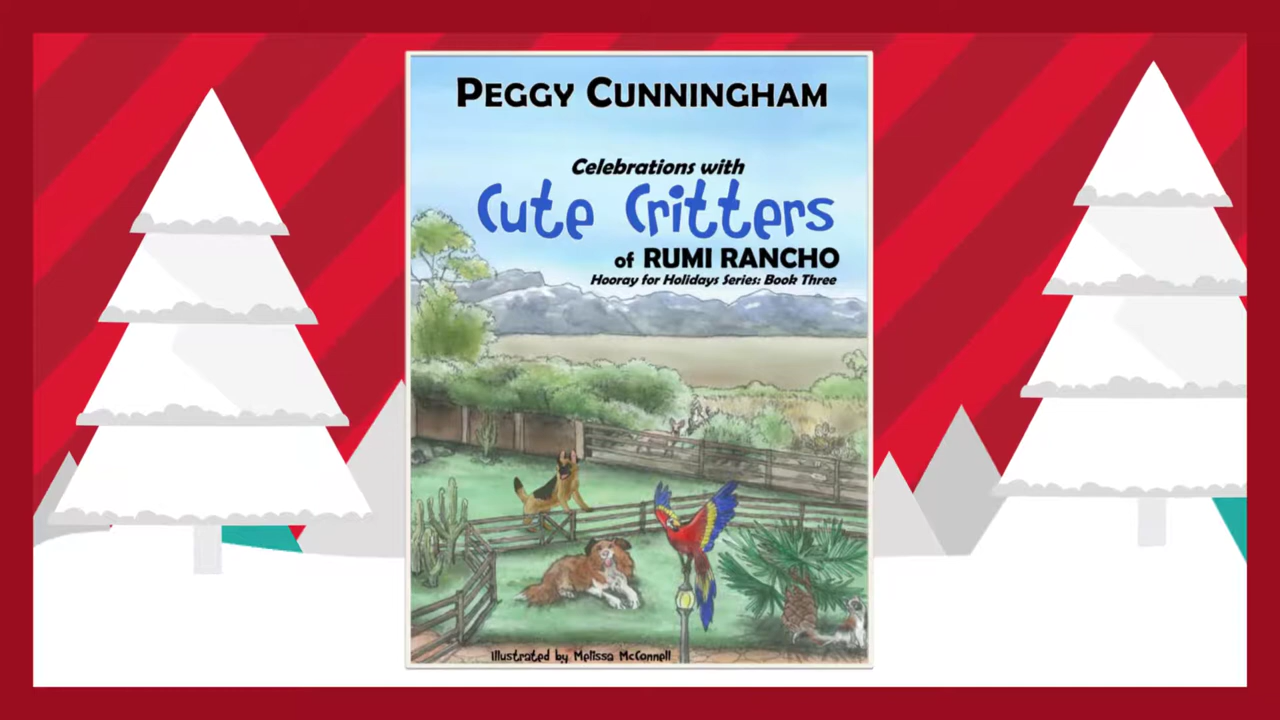 PEGGY CUNNINGHAM
Celebrations with
Cute Critters
of RUMI RANCHO
Hooray for Holidays Series: Book Three
Illustrated by Melissa McConnell